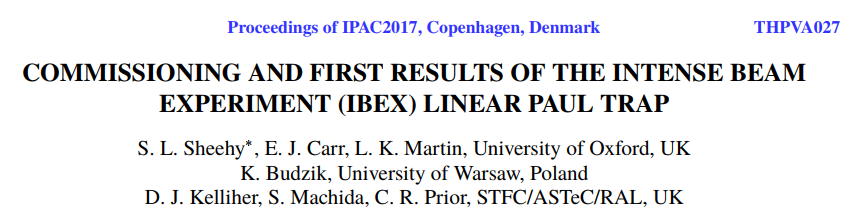 Proceedings of IPAC2017, Copenhagen, Denmark THPVA027
COMMISSIONING AND FIRST RESULTS OF THE INTENSE BEAM
EXPERIMENT (IBEX) LINEAR PAUL TRAP
S. L. Sheehy*, E. J. Carr, L. K. Martin, University of Oxford, UK
K. Budzik, University of Warsaw, Poland
D. J. Kelliher, S. Machida, C. R. Prior, STFC/ASTeC/RAL, UK